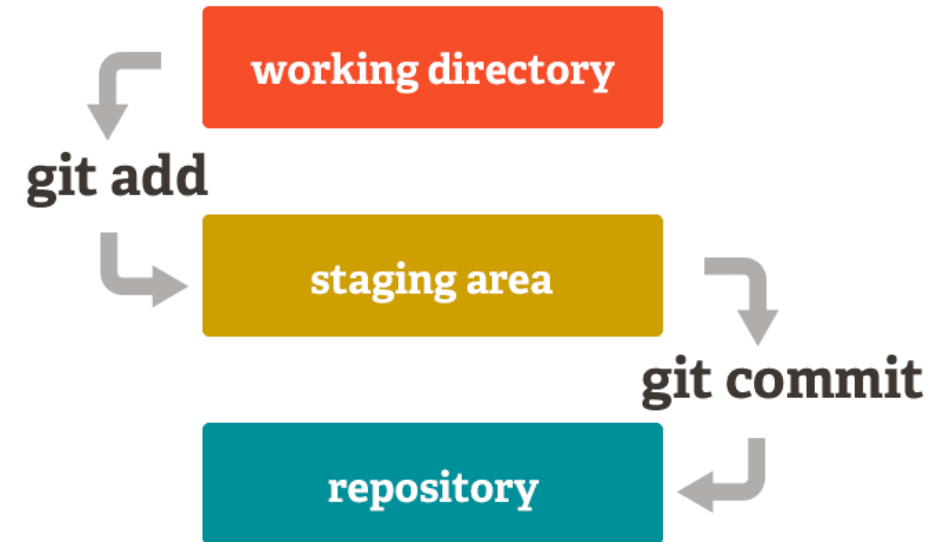 working directory
git add
staging area
git commit
repository